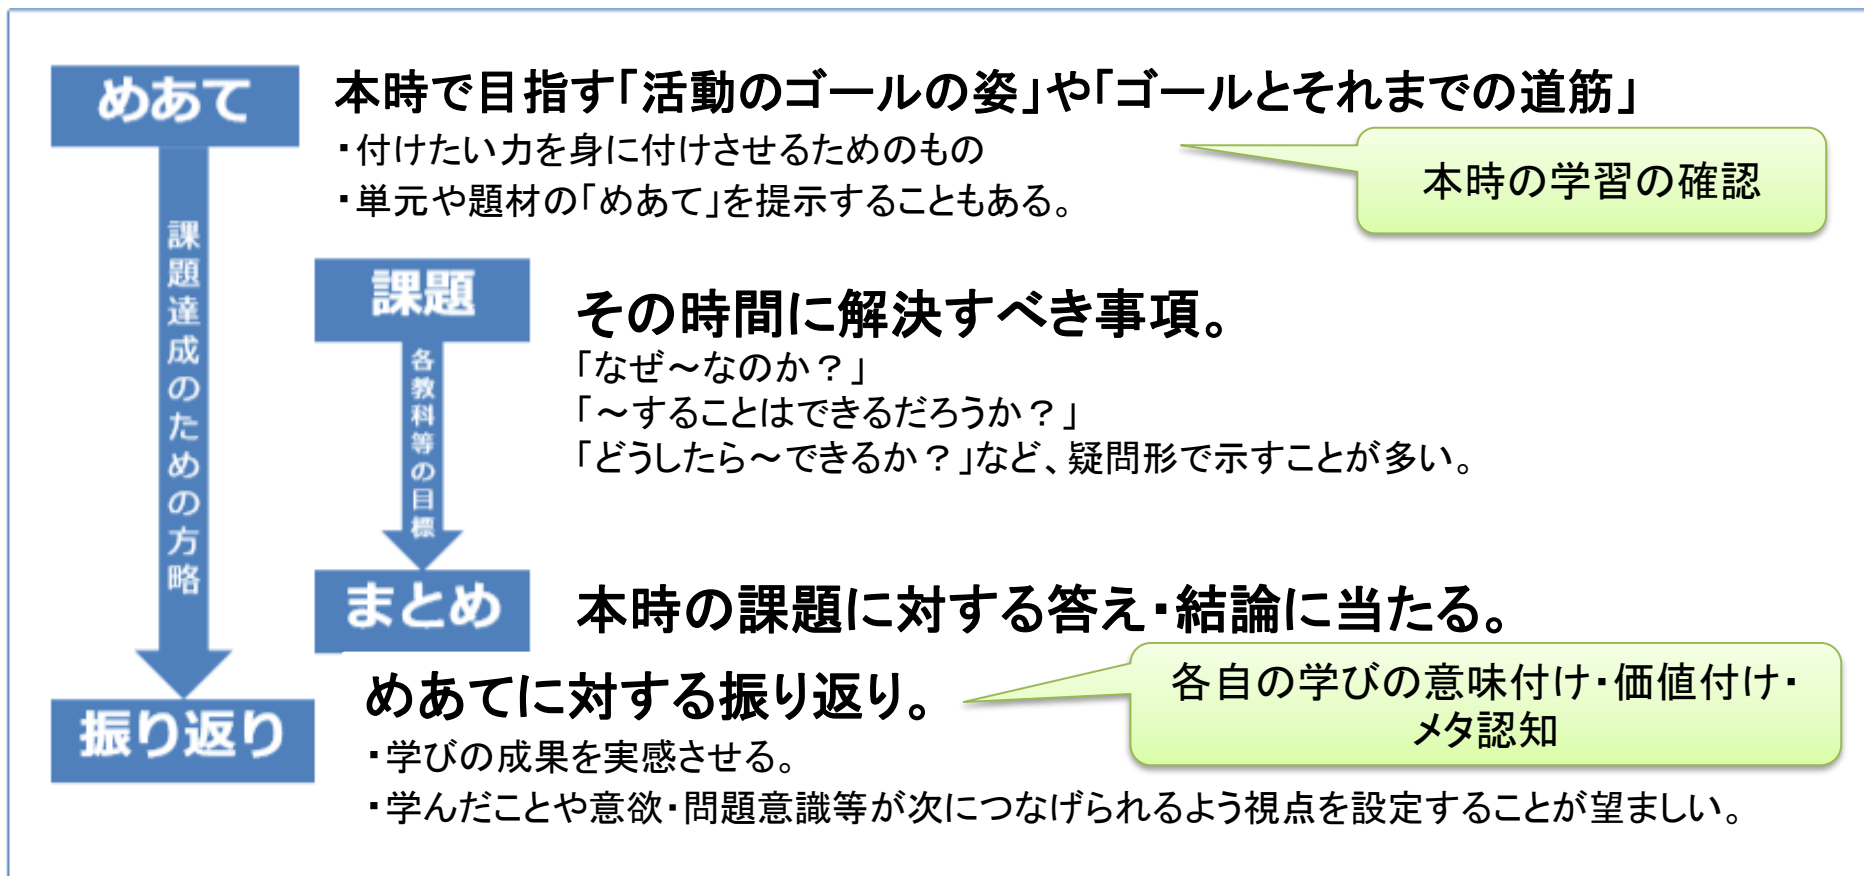 めあて
本時で目指す「活動のゴールの姿」や「ゴールとそれまでの道筋」
・付けたい力を身に付けさせるためのもの
・単元や題材の「めあて」を提示することもある。
本時の学習の確認
課題達成のための方略
課題
その時間に解決すべき事項。
「なぜ～なのか？」
「～することはできるだろうか？」
「どうしたら～できるか？」など、疑問形で示すことが多い。
各教科等の目標
まとめ
本時の課題に対する答え・結論に当たる。
振り返り
めあてに対する振り返り。
各自の学びの意味付け・価値付け・
メタ認知
・学びの成果を実感させる。
・学んだことや意欲・問題意識等が次につなげられるよう視点を設定することが望ましい。